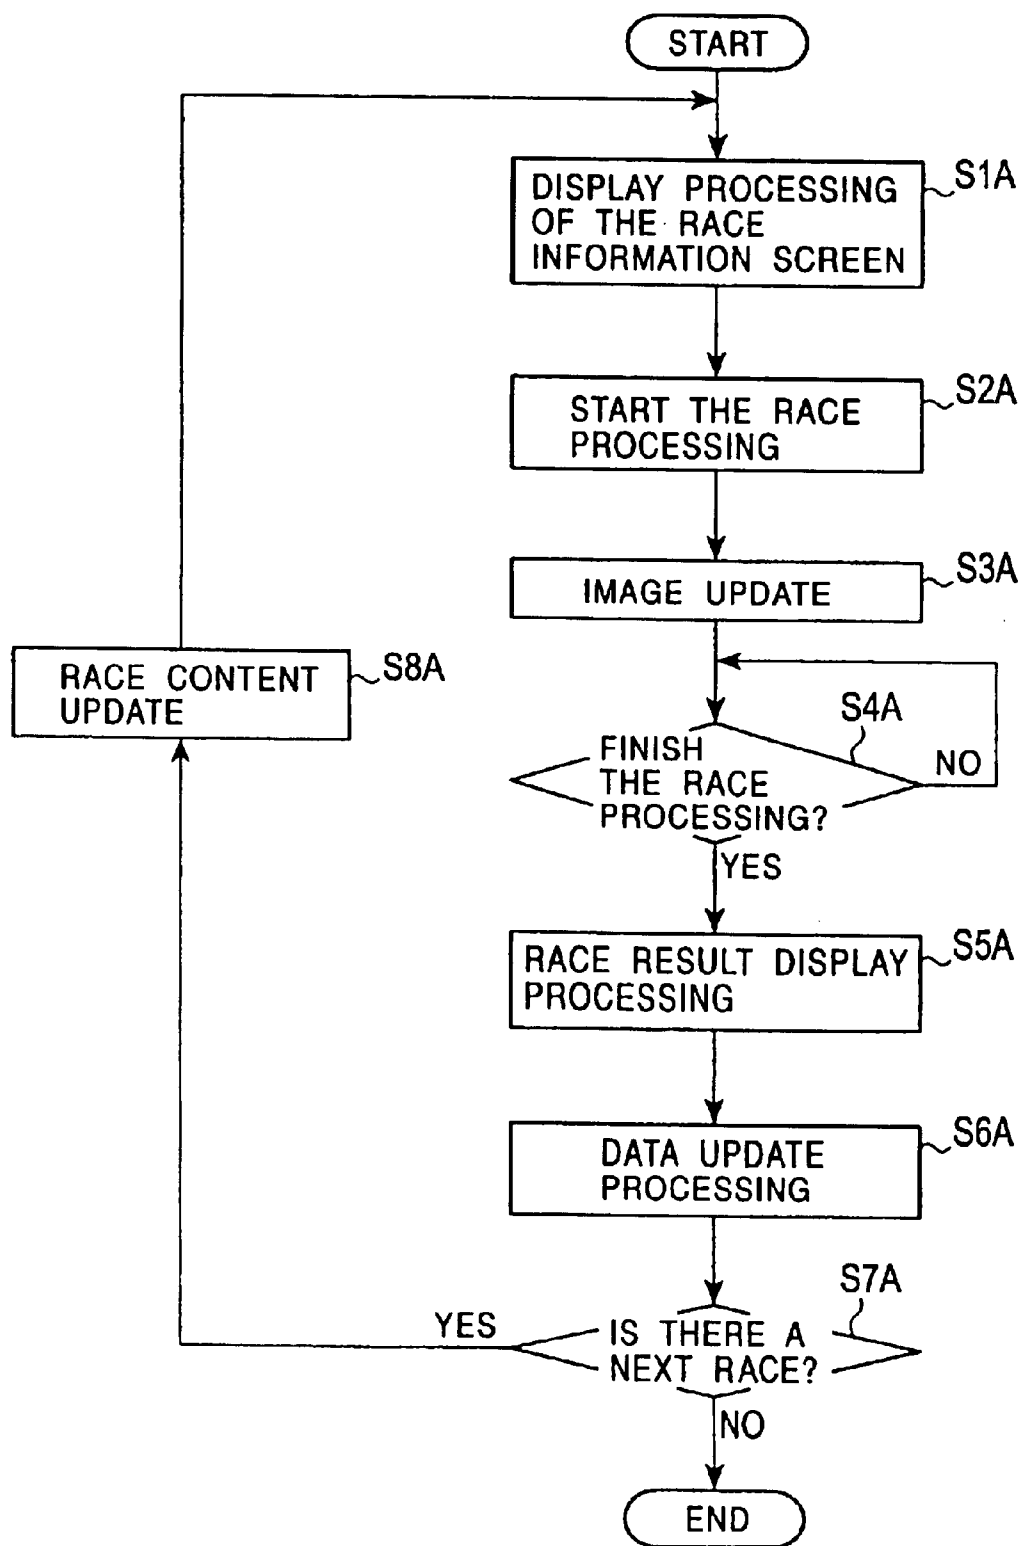 START
DISPLAY PROCESSING
OF THE RACE
INFORMATION SCREEN
S1A
START THE RACE
PROCESSING
S2A
IMAGE UPDATE
S3A
RACE CONTENT
UPDATE
S8A
S4A
FINISH
THE RACE
PROCESSING?
NO
YES
RACE RESULT DISPLAY
PROCESSING
S5A
DATA UPDATE
PROCESSING
S6A
S7A
YES
IS THERE A
NEXT RACE?
NO
END